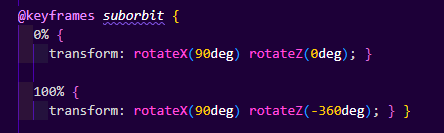 @keyframes suborbit {
0% {
transform: rotateX(90deg) rotateZ(0deg); }
100% {
transform: rotateX(90deg) rotateZ(-360deg); } }